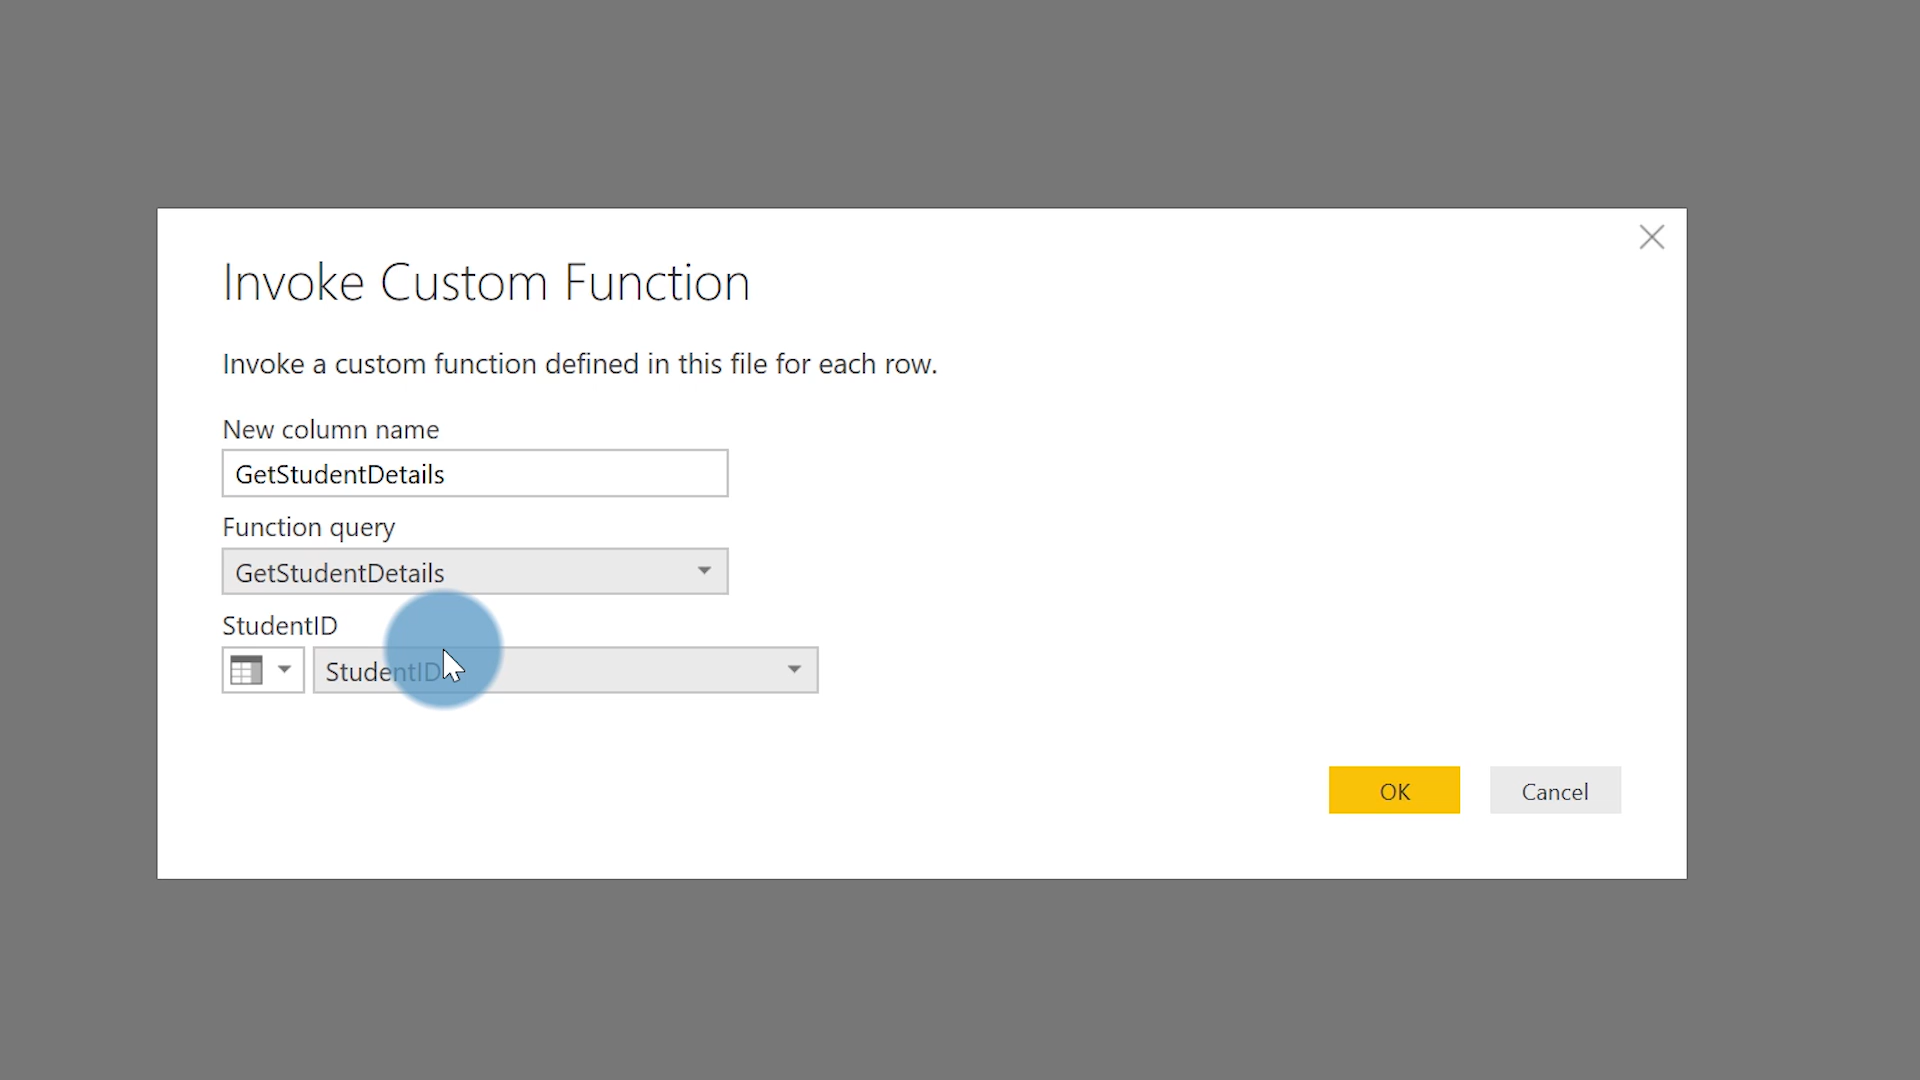 Invoke Custom Function
Invoke a custom function defined in this file for each row.
New column name
GetStudentDetails
Function query
GetStudentDetails
StudentID
StudentID
OK
Cancel